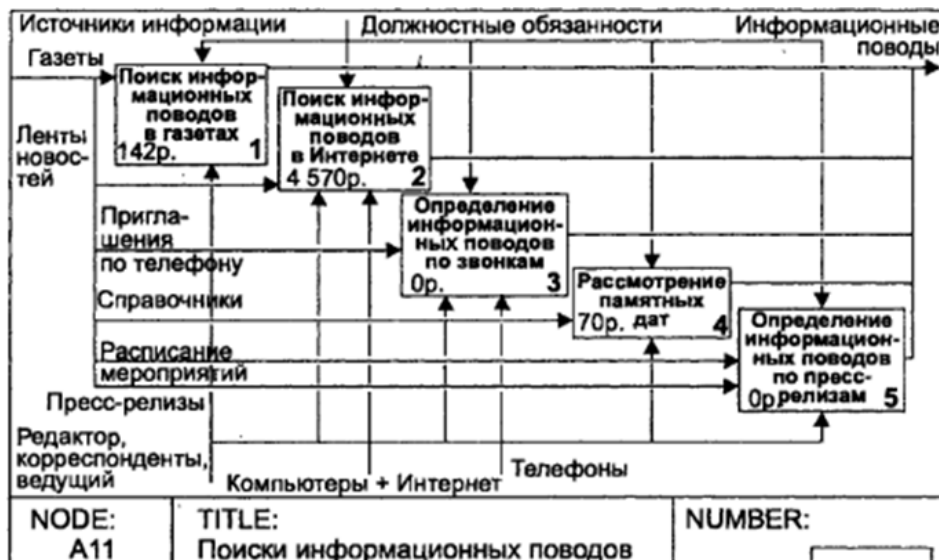 Источники информации
Должностные обязанности
Информационные
поводы
Газеты
Поиск инфор-
мационных
поводов
в газетах
142р. 1
Поиск инфор-
мационных
поводов
в Интернете
4 570р. 2
Ленты
новос-
тей
Пригла-
шения
по телефону
Определение
информацион-
ных поводов
по звонкам
0р. 3
Справочники
Рассмотрение
памятных
70р. дат 4
Расписание
мероприятий
Определение
информацион-
ных поводов
по пресс-
0р. релизам 5
Пресс-релизы
Редактор,
корреспонденты,
ведущий
Компьютеры + Интернет
Телефоны
NODE:
A11
TITLE:
Поиски информационных поводов
NUMBER: